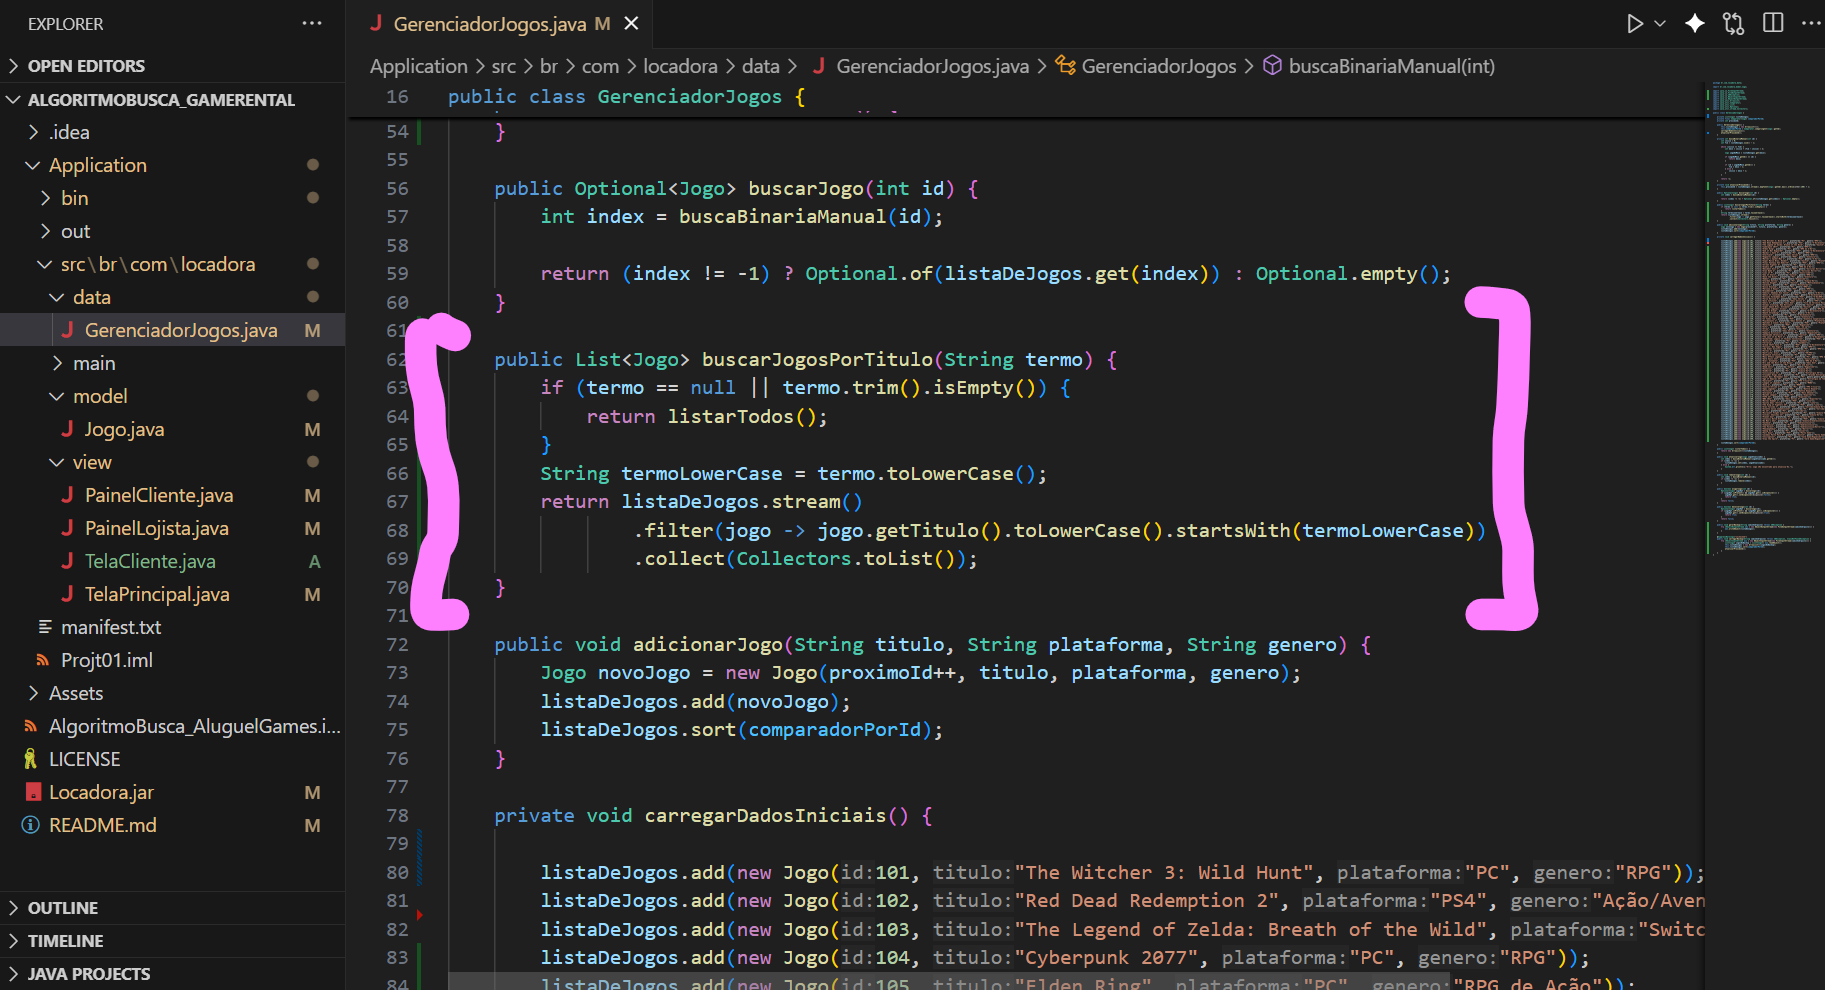 EXPLORER
OPEN EDITORS
ALGORITMOBUSCA_GAMERENTAL
.idea
Application
bin
out
src\br\com\locadora
data
GerenciadorJogos.java M
main
model
Jogo.java M
view
PainelCliente.java M
PainelLojista.java M
TelaCliente.java A
TelaPrincipal.java M
manifest.txt
Projt01.iml
Assets
AlgoritmoBusca_AluguelGames.i...
LICENSE
Locadora.jar M
README.md M
OUTLINE
TIMELINE
JAVA PROJECTS
GerenciadorJogos.java M
Application > src > br > com > locadora > data > GerenciadorJogos.java > GerenciadorJogos > buscaBinariaManual(int)
16 public class GerenciadorJogos {
54 }
55
56 public Optional<Jogo> buscarJogo(int id) {
57 int index = buscaBinariaManual(id);
58
59 return (index != -1) ? Optional.of(listaDeJogos.get(index)) : Optional.empty();
60 }
61
62 public List<Jogo> buscarJogosPorTitulo(String termo) {
63 if (termo == null || termo.trim().isEmpty()) {
64 return listarTodos();
65 }
66 String termoLowerCase = termo.toLowerCase();
67 return listaDeJogos.stream()
68 .filter(jogo -> jogo.getTitulo().toLowerCase().startsWith(termoLowerCase))
69 .collect(Collectors.toList());
70 }
71
72 public void adicionarJogo(String titulo, String plataforma, String genero) {
73 Jogo novoJogo = new Jogo(proximoId++, titulo, plataforma, genero);
74 listaDeJogos.add(novoJogo);
75 listaDeJogos.sort(comparadorPorId);
76 }
77
78 private void carregarDadosIniciais() {
79
80 listaDeJogos.add(new Jogo(id:101, titulo:"The Witcher 3: Wild Hunt", plataforma:"PC", genero:"RPG"));
81 listaDeJogos.add(new Jogo(id:102, titulo:"Red Dead Redemption 2", plataforma:"PS4", genero:"Ação/Aven
82 listaDeJogos.add(new Jogo(id:103, titulo:"The Legend of Zelda: Breath of the Wild", plataforma:"Switc
83 listaDeJogos.add(new Jogo(id:104, titulo:"Cyberpunk 2077", plataforma:"PC", genero:"RPG"));
84 listaDeJogos.add(new Jogo(id:105, titulo:"Elden Ring", plataforma:"PC", genero:"RPG de Ação"));